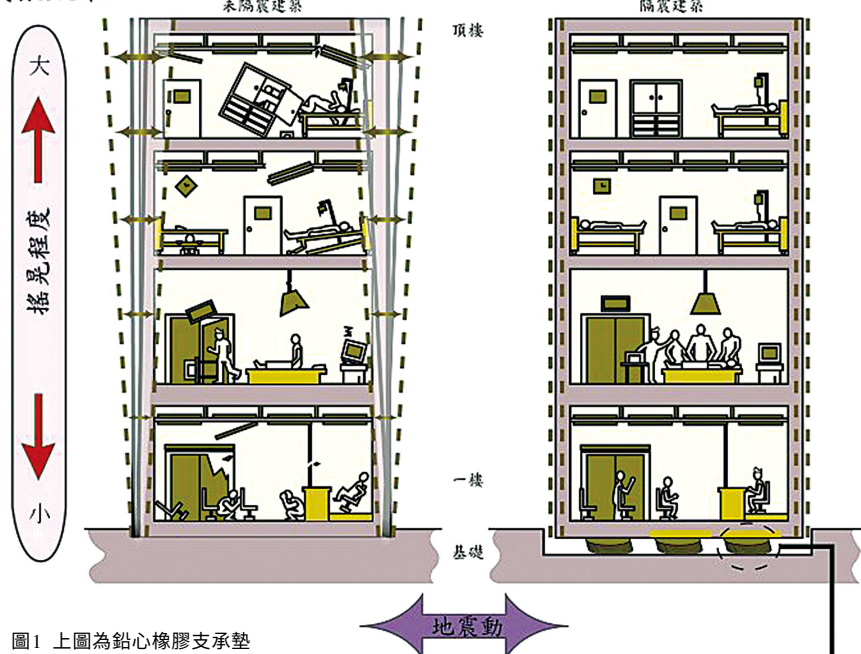 未隔震建築
隔震建築
頂樓
大
搖晃程度
小
一樓
基礎
地震動
圖1 上圖為鉛心橡膠支承墊